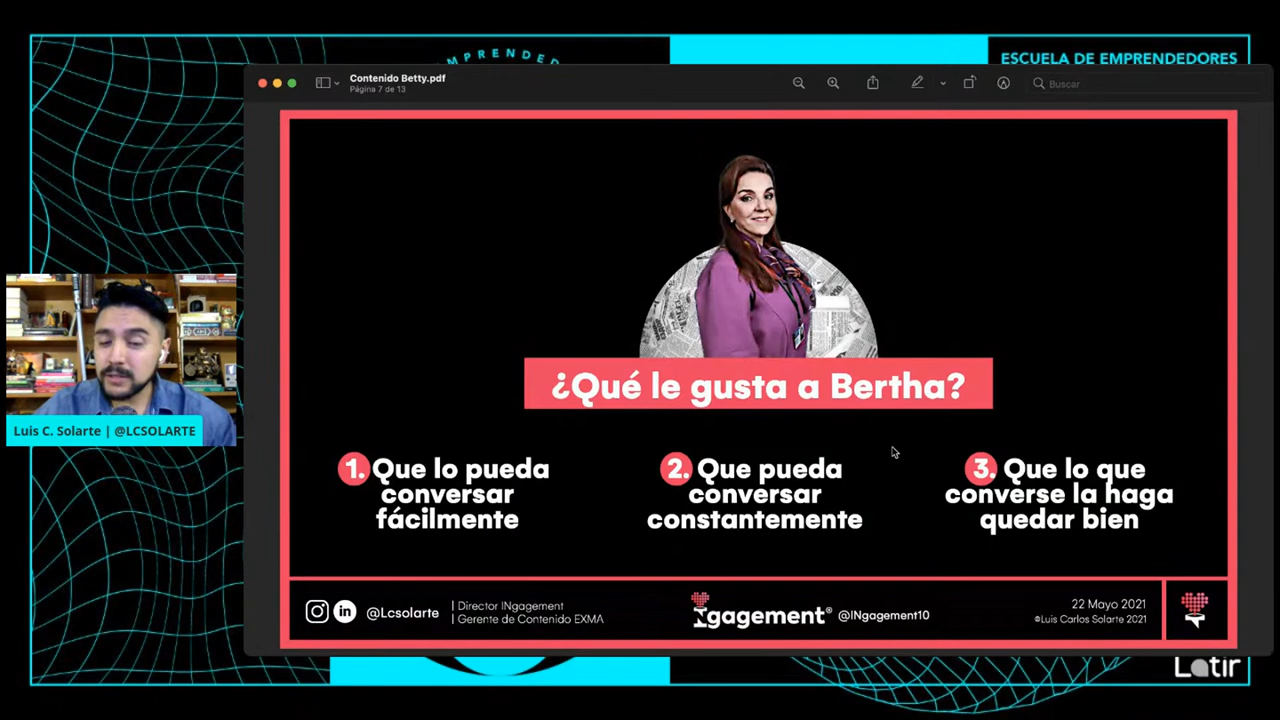 MPRENDED
ESCUELA DE EMPRENDEDORES
Contenido Betty.pdf
Página 7 de 13
Buscar
¿Qué le gusta a Bertha?
1. Que lo pueda
conversar
fácilmente
2. Que pueda
conversar
constantemente
3. Que lo que
converse la haga
quedar bien
Luis C. Solarte | @LCSOLARTE
@Lcsolarte
| Director INgagement
Gerente de Contenido EXMA
INgagement®
@INgagement10
22 Mayo 2021
©Luis Carlos Solarte 2021
Latir